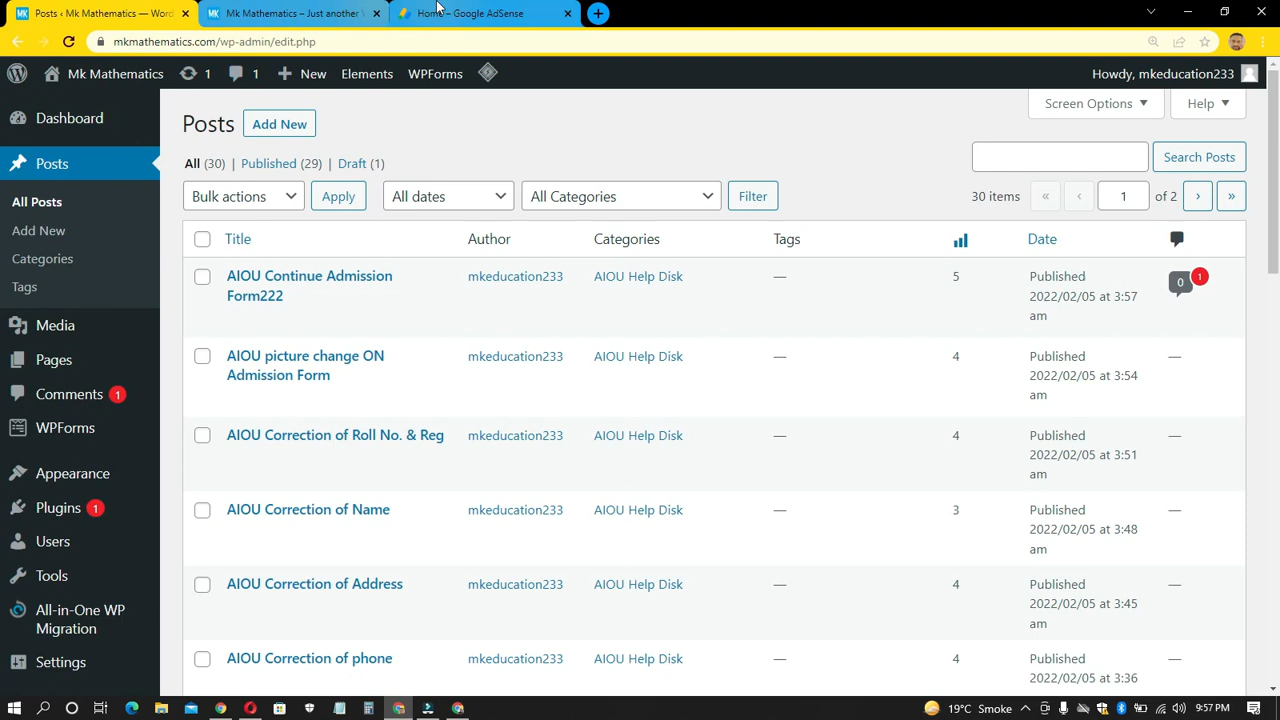 Posts ‹ Mk Mathematics — Wor
Mk Mathematics – Just another
Home – Google AdSense
mkmathematics.com/wp-admin/edit.php
Mk Mathematics
1
1
New
Elements
WPForms
Howdy, mkeducation233
Dashboard
Posts
All Posts
Add New
Categories
Tags
Media
Pages
Comments 1
WPForms
Appearance
Plugins 1
Users
Tools
All-in-One WP
Migration
Settings
Screen Options
Help
Posts
Add New
All (30) | Published (29) | Draft (1)
Search Posts
Bulk actions
Apply
All dates
All Categories
Filter
30 items « ‹ 1 of 2 › »
Title Author Categories Tags Date
AIOU Continue Admission
Form222
mkeducation233
AIOU Help Disk
—
5
Published
2022/02/05 at 3:57
am
0
1
AIOU picture change ON
Admission Form
mkeducation233
AIOU Help Disk
—
4
Published
2022/02/05 at 3:54
am
—
AIOU Correction of Roll No. & Reg
mkeducation233
AIOU Help Disk
—
4
Published
2022/02/05 at 3:51
am
—
AIOU Correction of Name
mkeducation233
AIOU Help Disk
—
3
Published
2022/02/05 at 3:48
am
—
AIOU Correction of Address
mkeducation233
AIOU Help Disk
—
4
Published
2022/02/05 at 3:45
am
—
AIOU Correction of phone
mkeducation233
AIOU Help Disk
—
4
Published
2022/02/05 at 3:36
—
19°C Smoke
9:57 PM